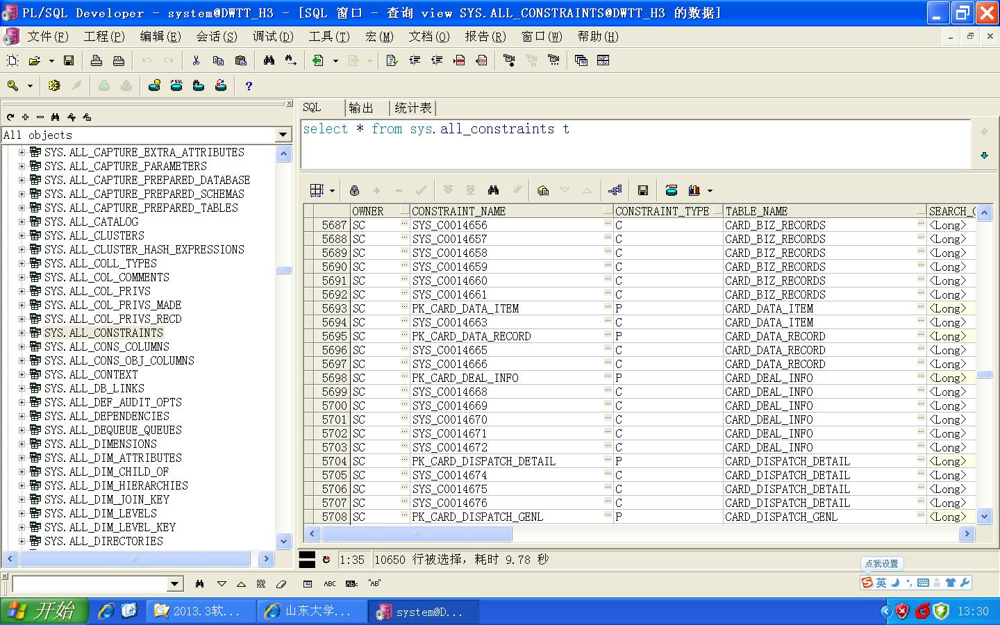 PL/SQL Developer - system@DWTT_H3 - [SQL 窗口 - 查询 view SYS.ALL_CONSTRAINTS@DWTT_H3 的数据]
文件(F) 工程(P) 编辑(E) 会话(S) 调试(D) 工具(T) 宏(M) 文档(O) 报告(R) 窗口(W) 帮助(H)
All objects
SYS.ALL_CAPTURE_EXTRA_ATTRIBUTES
SYS.ALL_CAPTURE_PARAMETERS
SYS.ALL_CAPTURE_PREPARED_DATABASE
SYS.ALL_CAPTURE_PREPARED_SCHEMAS
SYS.ALL_CAPTURE_PREPARED_TABLES
SYS.ALL_CATALOG
SYS.ALL_CLUSTERS
SYS.ALL_CLUSTER_HASH_EXPRESSIONS
SYS.ALL_COLL_TYPES
SYS.ALL_COL_COMMENTS
SYS.ALL_COL_PRIVS
SYS.ALL_COL_PRIVS_MADE
SYS.ALL_COL_PRIVS_RECD
SYS.ALL_CONSTRAINTS
SYS.ALL_CONS_COLUMNS
SYS.ALL_CONS_OBJ_COLUMNS
SYS.ALL_CONTEXT
SYS.ALL_DB_LINKS
SYS.ALL_DEF_AUDIT_OPTS
SYS.ALL_DEPENDENCIES
SYS.ALL_DEQUEUE_QUEUES
SYS.ALL_DIMENSIONS
SYS.ALL_DIM_ATTRIBUTES
SYS.ALL_DIM_CHILD_OF
SYS.ALL_DIM_HIERARCHIES
SYS.ALL_DIM_JOIN_KEY
SYS.ALL_DIM_LEVELS
SYS.ALL_DIM_LEVEL_KEY
SYS.ALL_DIRECTORIES
SQL 输出 统计表
select * from sys.all_constraints t
OWNER CONSTRAINT_NAME CONSTRAINT_TYPE TABLE_NAME SEARCH_C
5687 SC SYS_C0014656 C CARD_BIZ_RECORDS <Long>
5688 SC SYS_C0014657 C CARD_BIZ_RECORDS <Long>
5689 SC SYS_C0014658 C CARD_BIZ_RECORDS <Long>
5690 SC SYS_C0014659 C CARD_BIZ_RECORDS <Long>
5691 SC SYS_C0014660 C CARD_BIZ_RECORDS <Long>
5692 SC SYS_C0014661 C CARD_BIZ_RECORDS <Long>
5693 SC PK_CARD_DATA_ITEM P CARD_DATA_ITEM <Long>
5694 SC SYS_C0014663 C CARD_DATA_ITEM <Long>
5695 SC PK_CARD_DATA_RECORD P CARD_DATA_RECORD <Long>
5696 SC SYS_C0014665 C CARD_DATA_RECORD <Long>
5697 SC SYS_C0014666 C CARD_DATA_RECORD <Long>
5698 SC PK_CARD_DEAL_INFO P CARD_DEAL_INFO <Long>
5699 SC SYS_C0014668 C CARD_DEAL_INFO <Long>
5700 SC SYS_C0014669 C CARD_DEAL_INFO <Long>
5701 SC SYS_C0014670 C CARD_DEAL_INFO <Long>
5702 SC SYS_C0014671 C CARD_DEAL_INFO <Long>
5703 SC SYS_C0014672 C CARD_DEAL_INFO <Long>
5704 SC PK_CARD_DISPATCH_DETAIL P CARD_DISPATCH_DETAIL <Long>
5705 SC SYS_C0014674 C CARD_DISPATCH_DETAIL <Long>
5706 SC SYS_C0014675 C CARD_DISPATCH_DETAIL <Long>
5707 SC SYS_C0014676 C CARD_DISPATCH_DETAIL <Long>
5708 SC PK_CARD_DISPATCH_GENL P CARD_DISPATCH_GENL <Long>
1:35 10650 行被选择, 耗时 9.78 秒
点我设置
英
ABC "AB"
开始 2013.3软... 山东大学... system@D... 13:30